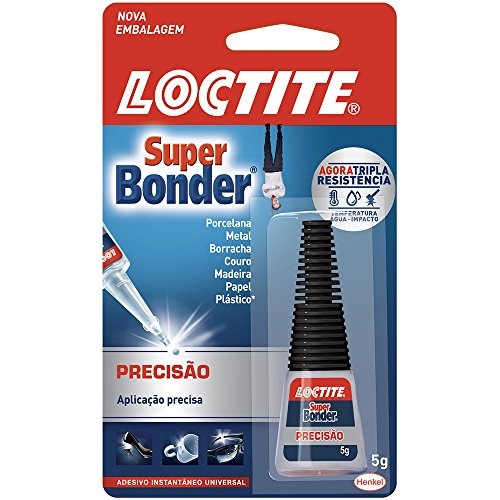 NOVA
EMBALAGEM
LOCTITE®
Super
Bonder®
AGORA TRIPLA
RESISTÊNCIA
TEMPERATURA
ÁGUA - IMPACTO
Porcelana
Metal
Borracha
Couro
Madeira
Papel
Plástico*
PRECISÃO
Aplicação precisa
LOCTITE
Super
Bonder
PRECISÃO
5g
5g
ADESIVO INSTANTÂNEO UNIVERSAL
Henkel